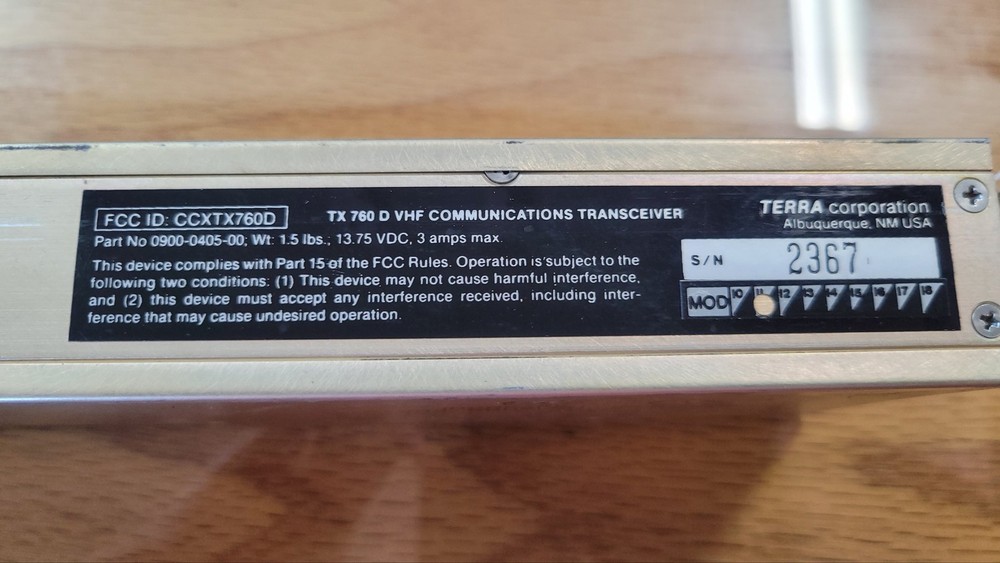 FCC ID: CCXTX760D
TX 760 D VHF COMMUNICATIONS TRANSCEIVER
TERRA corporation
Albuquerque, NM USA
Part No 0900-0405-00; Wt: 1.5 lbs.; 13.75 VDC, 3 amps max.
This device complies with Part 15 of the FCC Rules. Operation is subject to the
following two conditions: (1) This device may not cause harmful interference,
and (2) this device must accept any interference received, including inter-
ference that may cause undesired operation.
S/N 2367
MOD 10 11 12 13 14 15 16 17 18